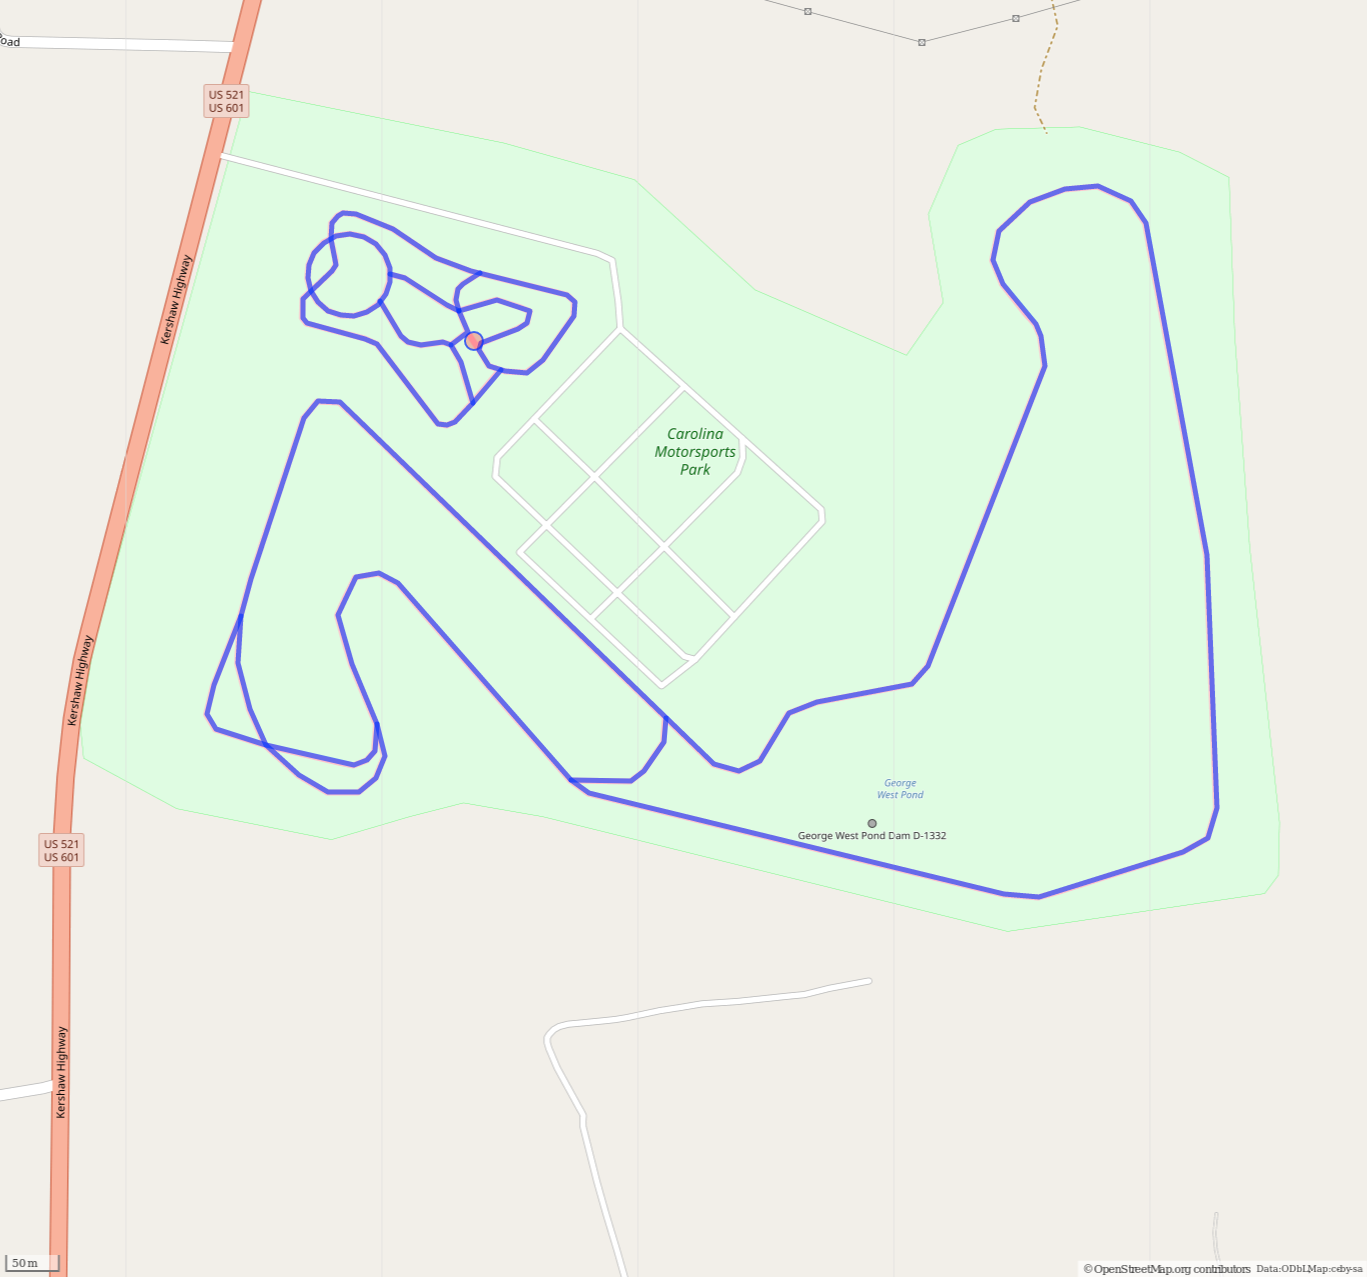 oad
US 521
US 601
Kershaw Highway
Carolina
Motorsports
Park
Kershaw Highway
George
West Pond
George West Pond Dam D-1332
US 521
US 601
Kershaw Highway
50 m
©OpenStreetMap.org contributors Data:ODbL,Map:cc-by-sa